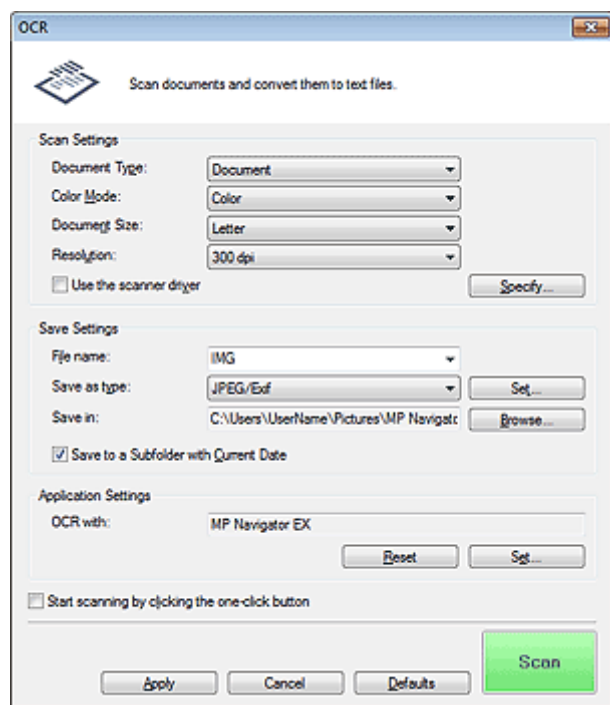 OCR
Scan documents and convert them to text files.
Scan Settings
Document Type: Document
Color Mode: Color
Document Size: Letter
Resolution: 300 dpi
Use the scanner driver Specify...
Save Settings
File name: IMG
Save as type: JPEG/Exif Set...
Save in: C:\Users\UserName\Pictures\MP Navigatc Browse...
Save to a Subfolder with Current Date
Application Settings
OCR with: MP Navigator EX
Reset Set...
Start scanning by clicking the one-click button
Scan
Apply Cancel Defaults